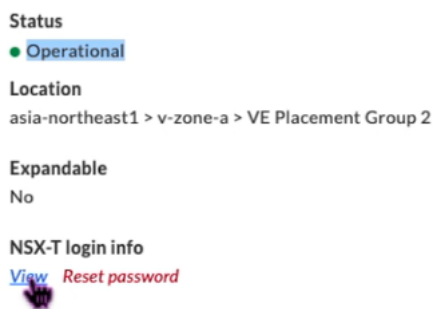 Status
Operational
Location
asia-northeast1 > v-zone-a > VE Placement Group 2
Expandable
No
NSX-T login info
View Reset password